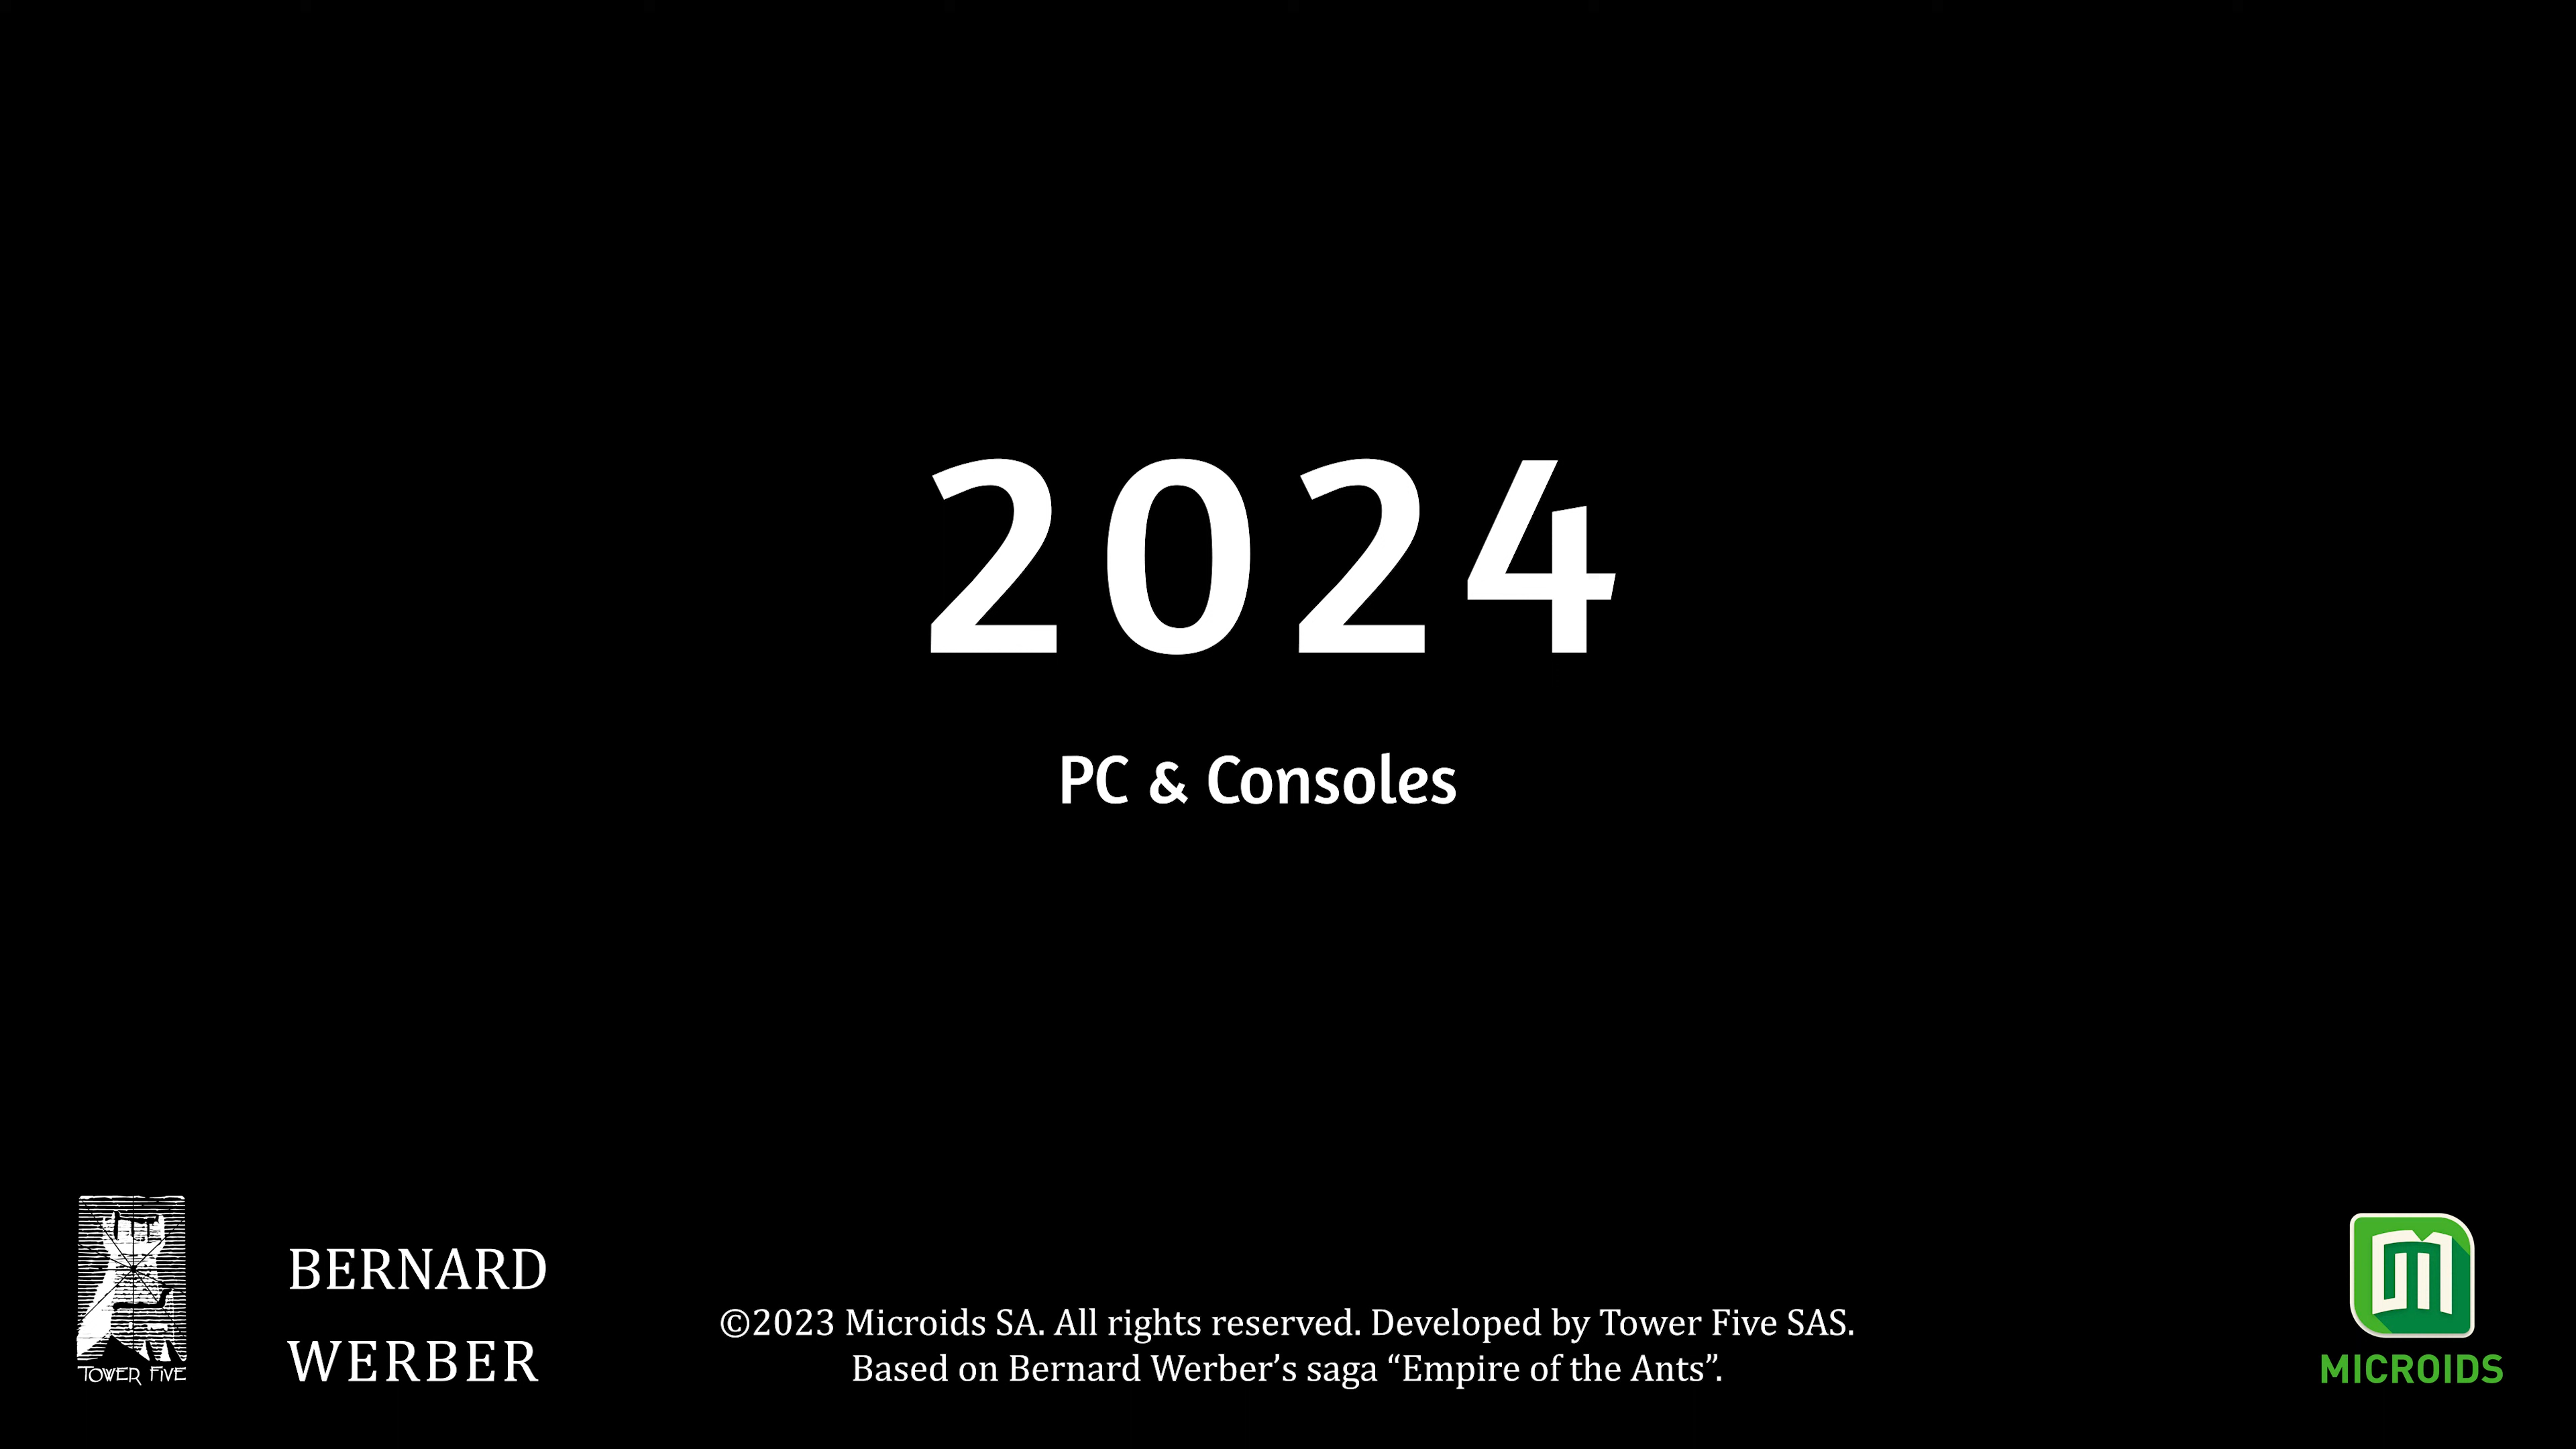 2024
PC & Consoles
TOWER FIVE
BERNARD
WERBER
©2023 Microids SA. All rights reserved. Developed by Tower Five SAS.
Based on Bernard Werber’s saga “Empire of the Ants”.
MICROIDS